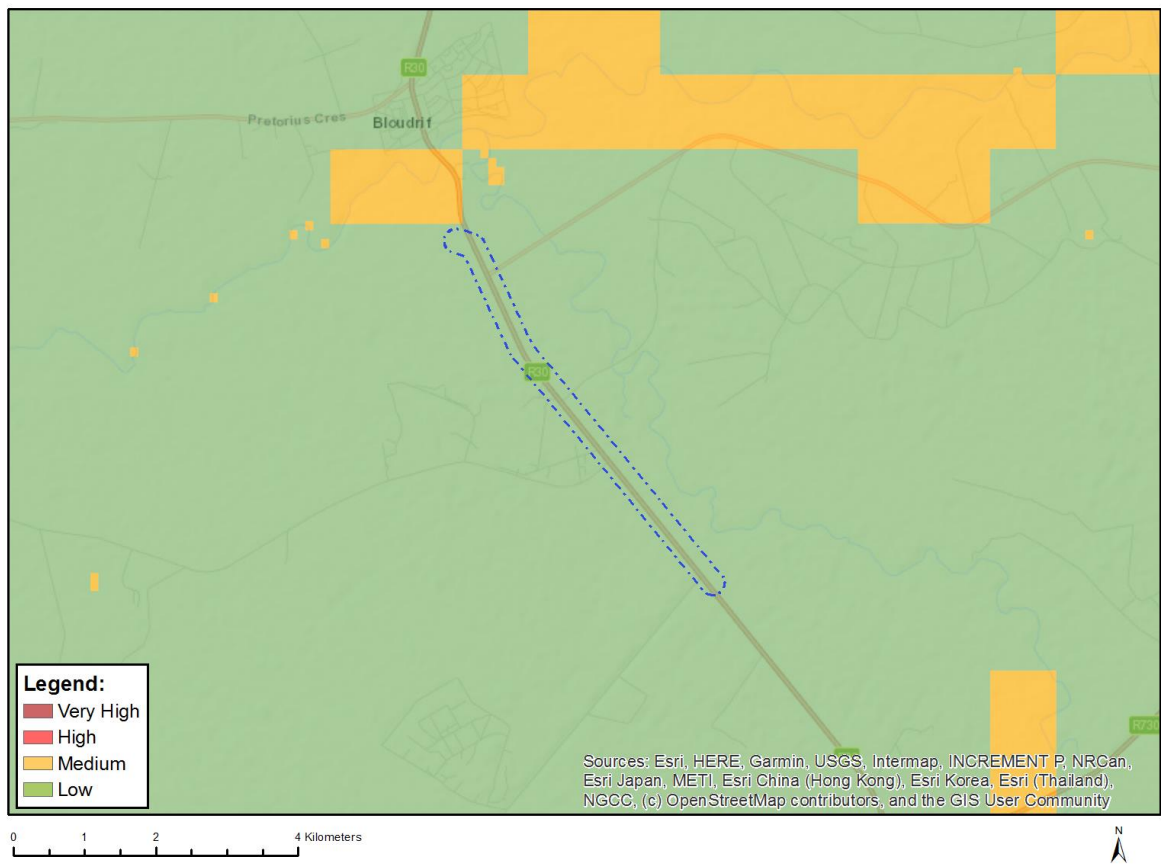 R30
Pretorius Cres
Bloudrif
R30
R730
Legend:
Very High
High
Medium
Low
Sources: Esri, HERE, Garmin, USGS, Intermap, INCREMENT P, NRCan,
Esri Japan, METI, Esri China (Hong Kong), Esri Korea, Esri (Thailand),
NGCC, (c) OpenStreetMap contributors, and the GIS User Community
0 1 2 4 Kilometers
N